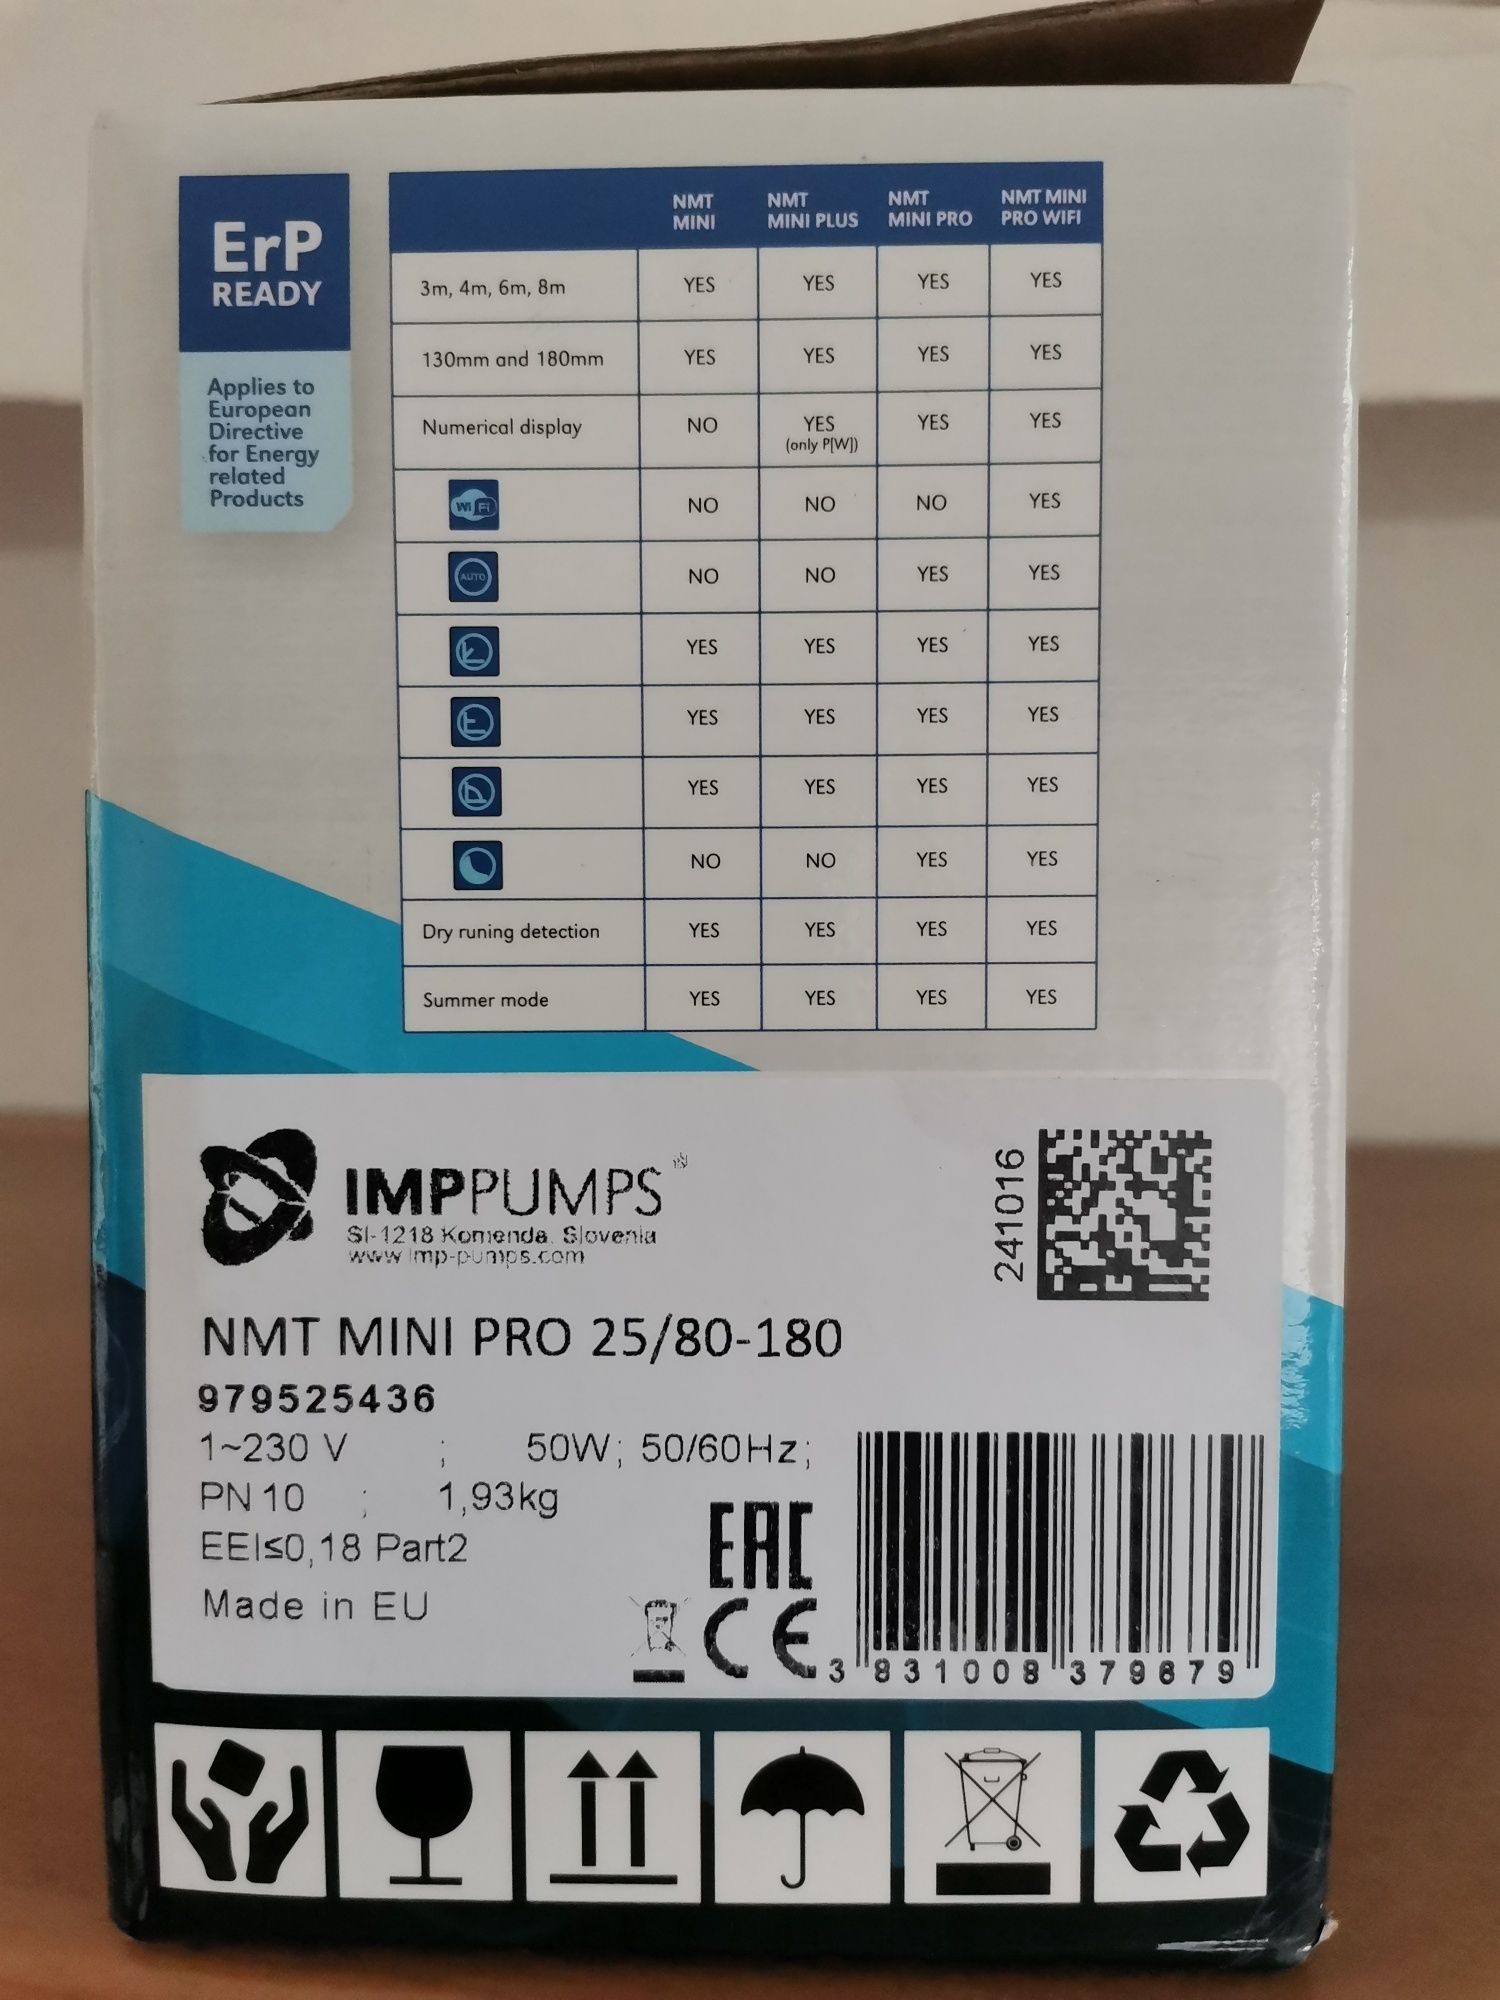 ErP
READY
Applies to
European
Directive
for Energy
related
Products
NMT MINI NMT MINI PLUS NMT MINI PRO NMT MINI PRO WIFI
3m, 4m, 6m, 8m YES YES YES YES
130mm and 180mm YES YES YES YES
Numerical display NO YES (only P[W]) YES YES
WiFi NO NO NO YES
AUTO NO NO YES YES
YES YES YES YES
YES YES YES YES
YES YES YES YES
NO NO YES YES
Dry runing detection YES YES YES YES
Summer mode YES YES YES YES
IMPPUMPS®
SI-1218 Komenda, Slovenia
www.imp-pumps.com
241016
NMT MINI PRO 25/80-180
979525436
1~230 V ; 50W; 50/60Hz;
PN 10 ; 1,93kg
EEI≤0,18 Part2
Made in EU
EAC
CE
3 831008 379679